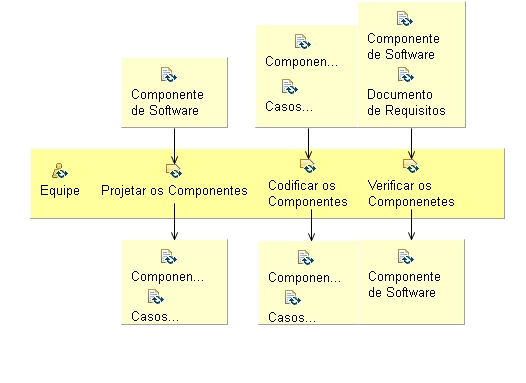 Componente
de Software
Componen...
Casos...
Componente
de Software
Documento
de Requisitos
Equipe
Projetar os Componentes
Codificar os
Componentes
Verificar os
Componenetes
Componen...
Casos...
Componen...
Casos...
Componente
de Software